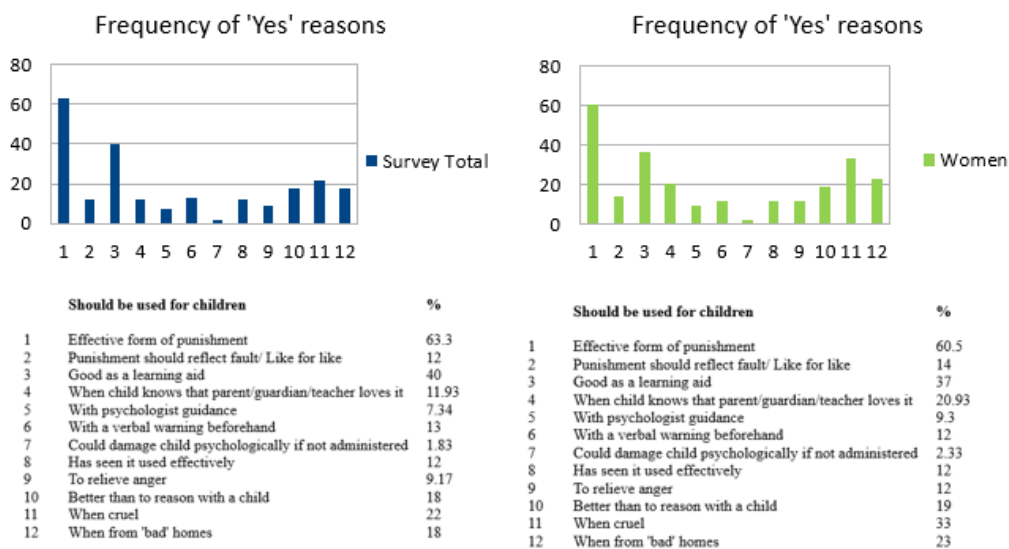 Frequency of 'Yes' reasons
80
60
40
20
0
1 2 3 4 5 6 7 8 9 10 11 12
Survey Total
Should be used for children %
1 Effective form of punishment 63.3
2 Punishment should reflect fault/ Like for like 12
3 Good as a learning aid 40
4 When child knows that parent/guardian/teacher loves it 11.93
5 With psychologist guidance 7.34
6 With a verbal warning beforehand 13
7 Could damage child psychologically if not administered 1.83
8 Has seen it used effectively 12
9 To relieve anger 9.17
10 Better than to reason with a child 18
11 When cruel 22
12 When from 'bad' homes 18
Frequency of 'Yes' reasons
80
60
40
20
0
1 2 3 4 5 6 7 8 9 10 11 12
Women
Should be used for children %
1 Effective form of punishment 60.5
2 Punishment should reflect fault/ Like for like 14
3 Good as a learning aid 37
4 When child knows that parent/guardian/teacher loves it 20.93
5 With psychologist guidance 9.3
6 With a verbal warning beforehand 12
7 Could damage child psychologically if not administered 2.33
8 Has seen it used effectively 12
9 To relieve anger 12
10 Better than to reason with a child 19
11 When cruel 33
12 When from 'bad' homes 23